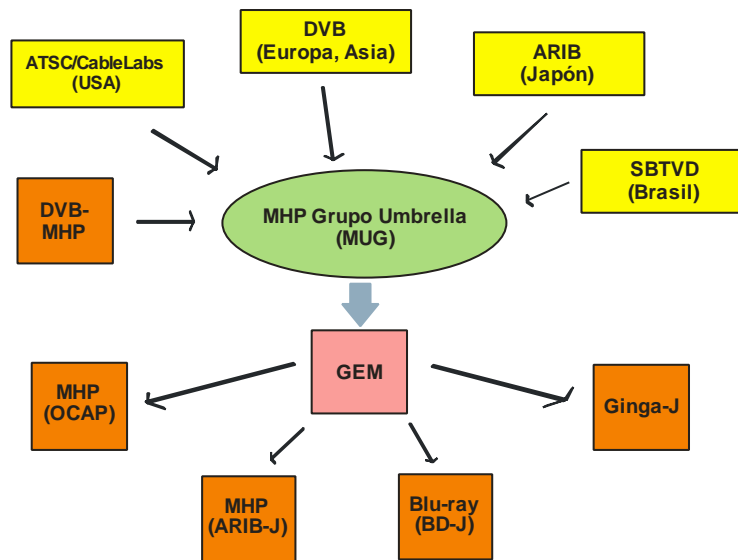 ATSC/CableLabs
(USA)
DVB
(Europa, Asia)
ARIB
(Japón)
SBTVD
(Brasil)
DVB-
MHP
MHP Grupo Umbrella
(MUG)
GEM
MHP
(OCAP)
Ginga-J
MHP
(ARIB-J)
Blu-ray
(BD-J)